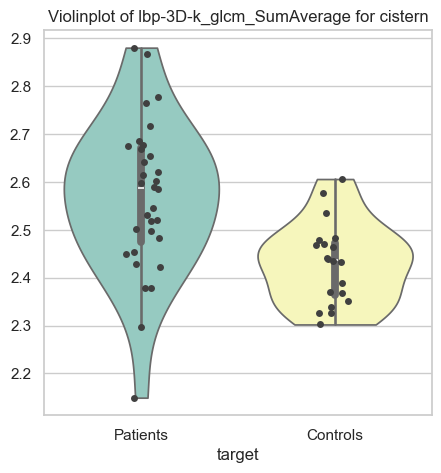 Violinplot of lbp-3D-k_glcm_SumAverage for cistern
2.9
2.8
2.7
2.6
2.5
2.4
2.3
2.2
Patients
Controls
target